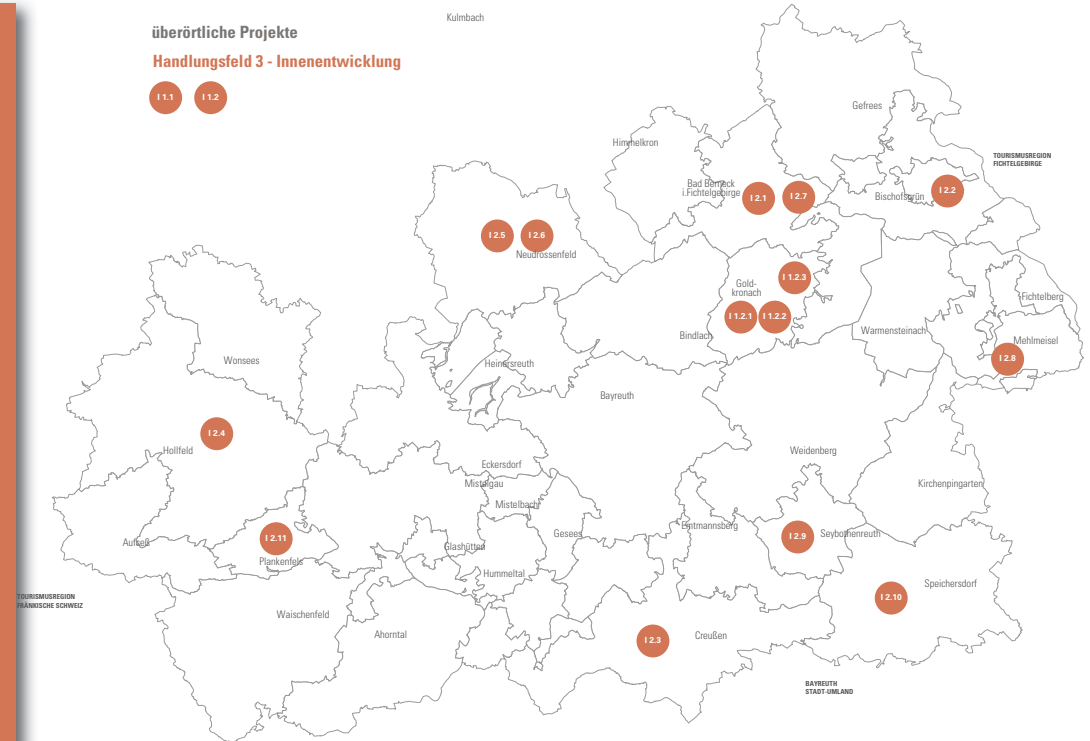 Kulmbach
überörtliche Projekte
Handlungsfeld 3 - Innenentwicklung
I 1.1
I 1.2
Gefrees
Himmelkron
TOURISMUSREGION
FICHTELGEBIRGE
Bad Berneck
i.Fichtelgebirge
I 2.1
I 2.7
Bischofsgrün
I 2.2
I 2.5
I 2.6
Neudrossenfeld
I 1.2.3
Gold-
kronach
I 1.2.1
I 1.2.2
Fichtelberg
Bindlach
Warmensteinach
Mehlmeisel
I 2.8
Wonsees
Heinersreuth
Bayreuth
I 2.4
Hollfeld
Weidenberg
Eckersdorf
Mistelgau
Kirchenpingarten
Mistelbach
Aufseß
I 2.11
Plankenfels
Glashütten
Gesees
Emtmannsberg
I 2.9
Seybothenreuth
Hummeltal
Speichersdorf
I 2.10
TOURISMUSREGION
FRÄNKISCHE SCHWEIZ
Waischenfeld
Ahorntal
I 2.3
Creußen
BAYREUTH
STADT-UMLAND